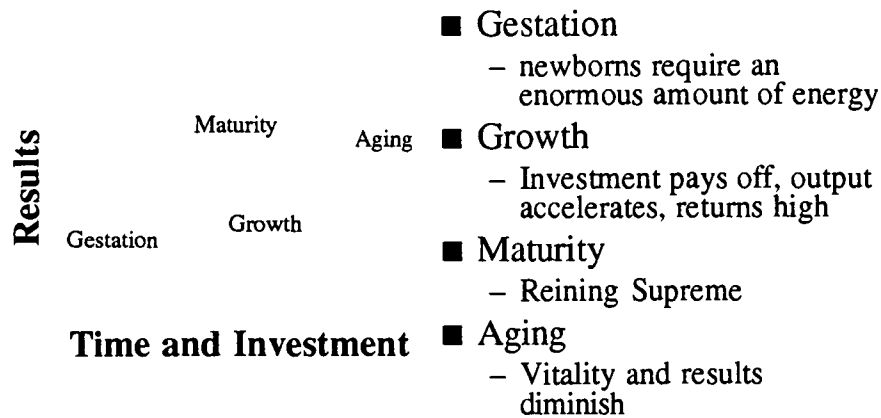 Results
Maturity
Aging
Growth
Gestation
Time and Investment
■ Gestation
– newborns require an
enormous amount of energy
■ Growth
– Investment pays off, output
accelerates, returns high
■ Maturity
– Reining Supreme
■ Aging
– Vitality and results
diminish